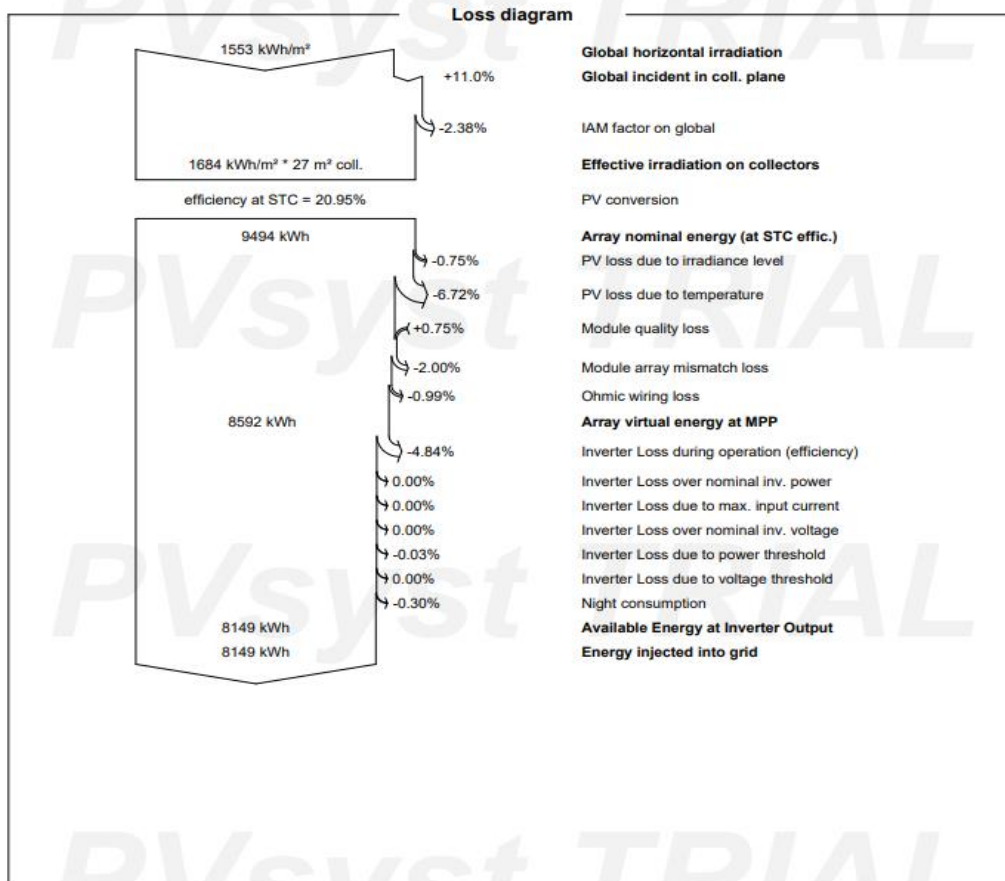 Loss diagram
1553 kWh/m² Global horizontal irradiation
+11.0% Global incident in coll. plane
-2.38% IAM factor on global
1684 kWh/m² * 27 m² coll. Effective irradiation on collectors
efficiency at STC = 20.95% PV conversion
9494 kWh Array nominal energy (at STC effic.)
-0.75% PV loss due to irradiance level
-6.72% PV loss due to temperature
+0.75% Module quality loss
-2.00% Module array mismatch loss
-0.99% Ohmic wiring loss
8592 kWh Array virtual energy at MPP
-4.84% Inverter Loss during operation (efficiency)
0.00% Inverter Loss over nominal inv. power
0.00% Inverter Loss due to max. input current
0.00% Inverter Loss over nominal inv. voltage
-0.03% Inverter Loss due to power threshold
0.00% Inverter Loss due to voltage threshold
-0.30% Night consumption
8149 kWh Available Energy at Inverter Output
8149 kWh Energy injected into grid
PVsyst TRIAL
PVsyst TRIAL
PVsyst TRIAL
PVsyst TRIAL